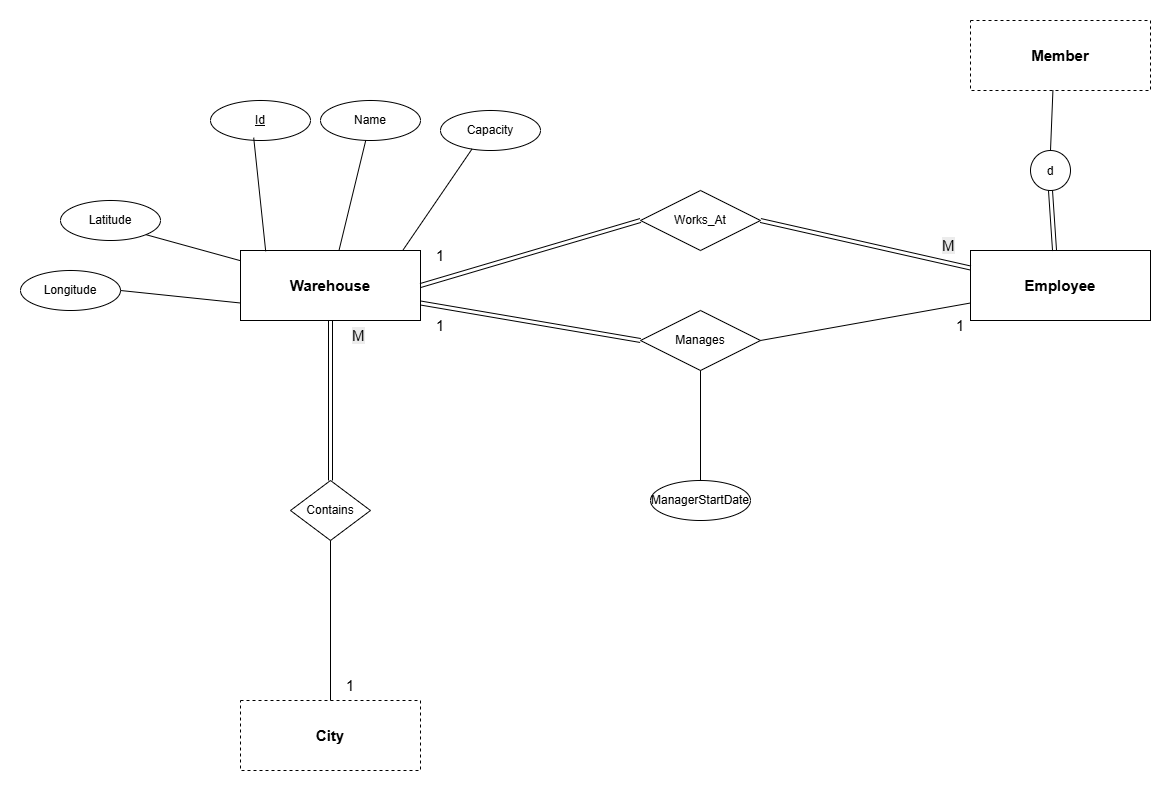 Member
Id
Name
Capacity
d
Latitude
Works_At
M
1
Warehouse
Employee
Longitude
1
1
M
Manages
ManagerStartDate
Contains
1
City